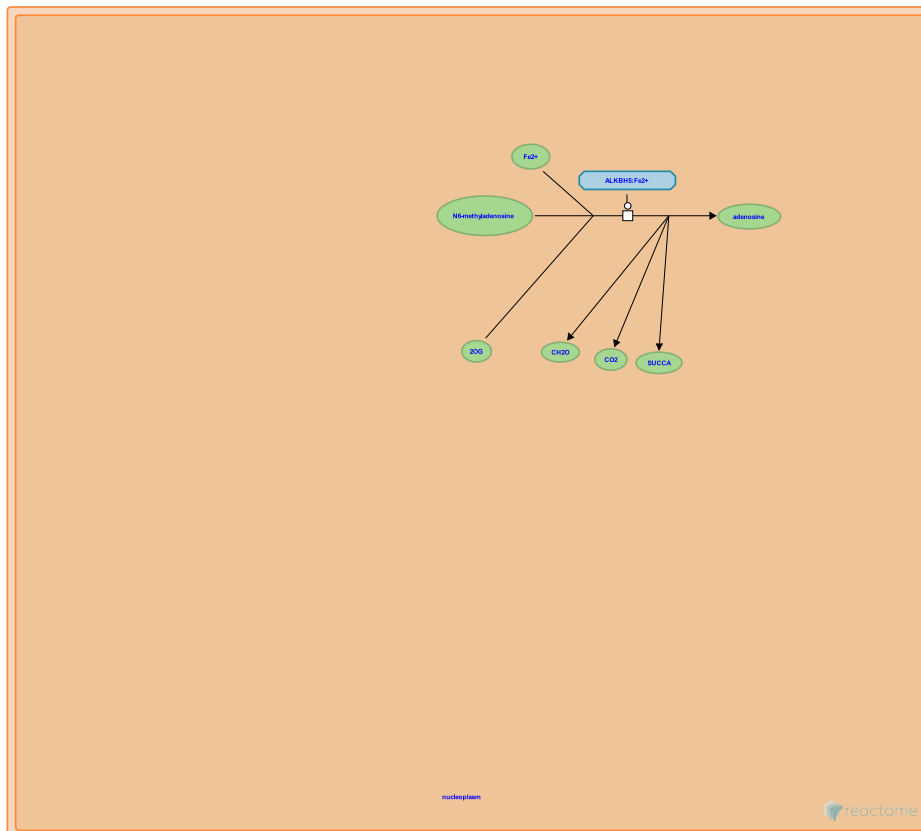 Fe2+
ALKBH5:Fe2+
N6-methyladenosine
adenosine
2OG
CH2O
CO2
SUCCA
nucleoplasm
reactome